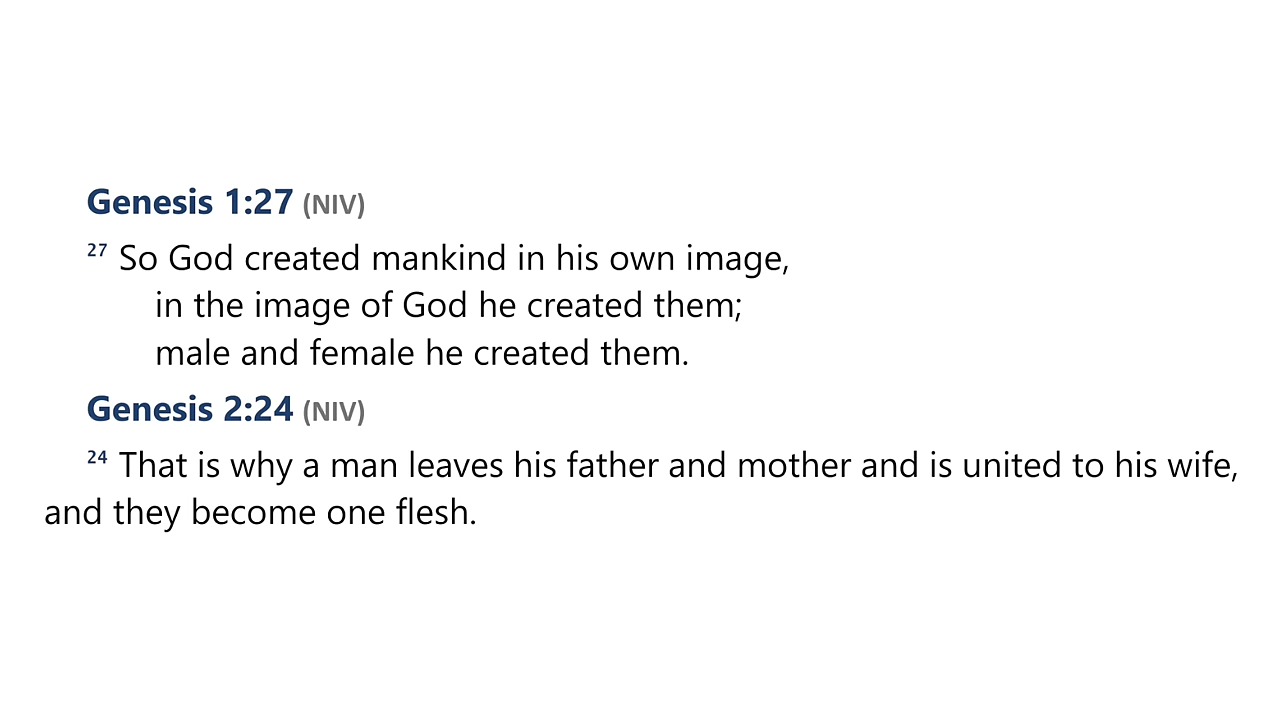 Genesis 1:27 (NIV)
27 So God created mankind in his own image,
in the image of God he created them;
male and female he created them.
Genesis 2:24 (NIV)
24 That is why a man leaves his father and mother and is united to his wife,
and they become one flesh.